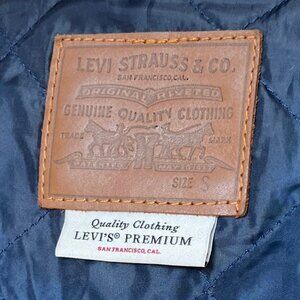 LEVI STRAUSS & CO.
SAN FRANCISCO, CAL.
ORIGINAL RIVETED
GENUINE QUALITY CLOTHING
TRADE MARK
SIZE S
Quality Clothing
LEVI'S® PREMIUM
SAN FRANCISCO, CAL.